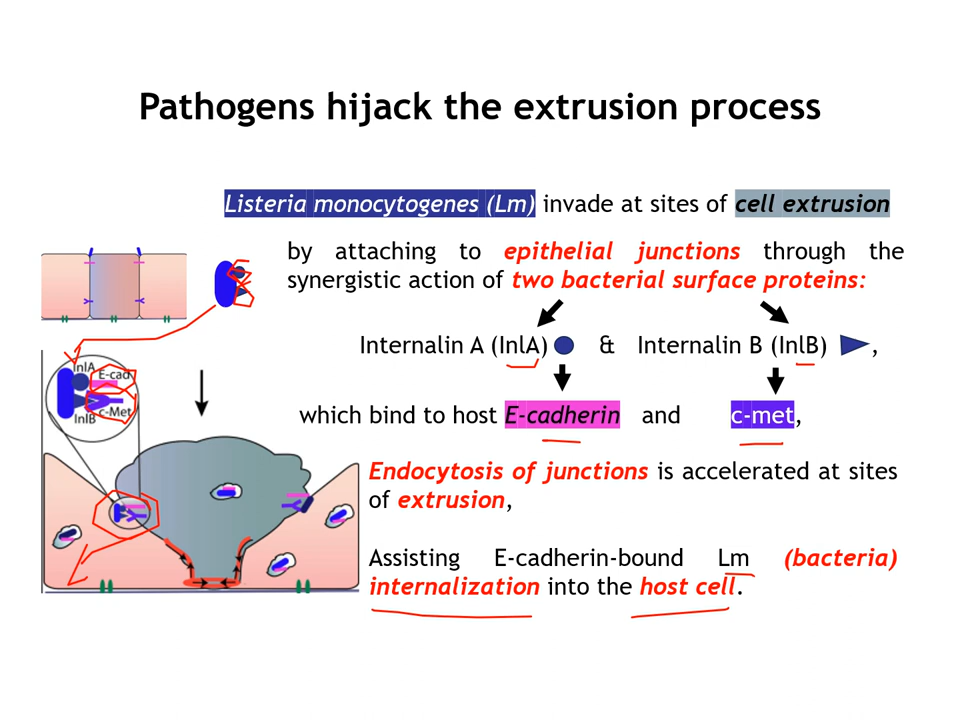 Pathogens hijack the extrusion process
Listeria monocytogenes (Lm) invade at sites of cell extrusion
by attaching to epithelial junctions through the
synergistic action of two bacterial surface proteins:
Internalin A (InlA) & Internalin B (InlB) ,
which bind to host E-cadherin and c-met,
InlA
E-cad
c-Met
InlB
Endocytosis of junctions is accelerated at sites
of extrusion,
Assisting E-cadherin-bound Lm (bacteria)
internalization into the host cell.